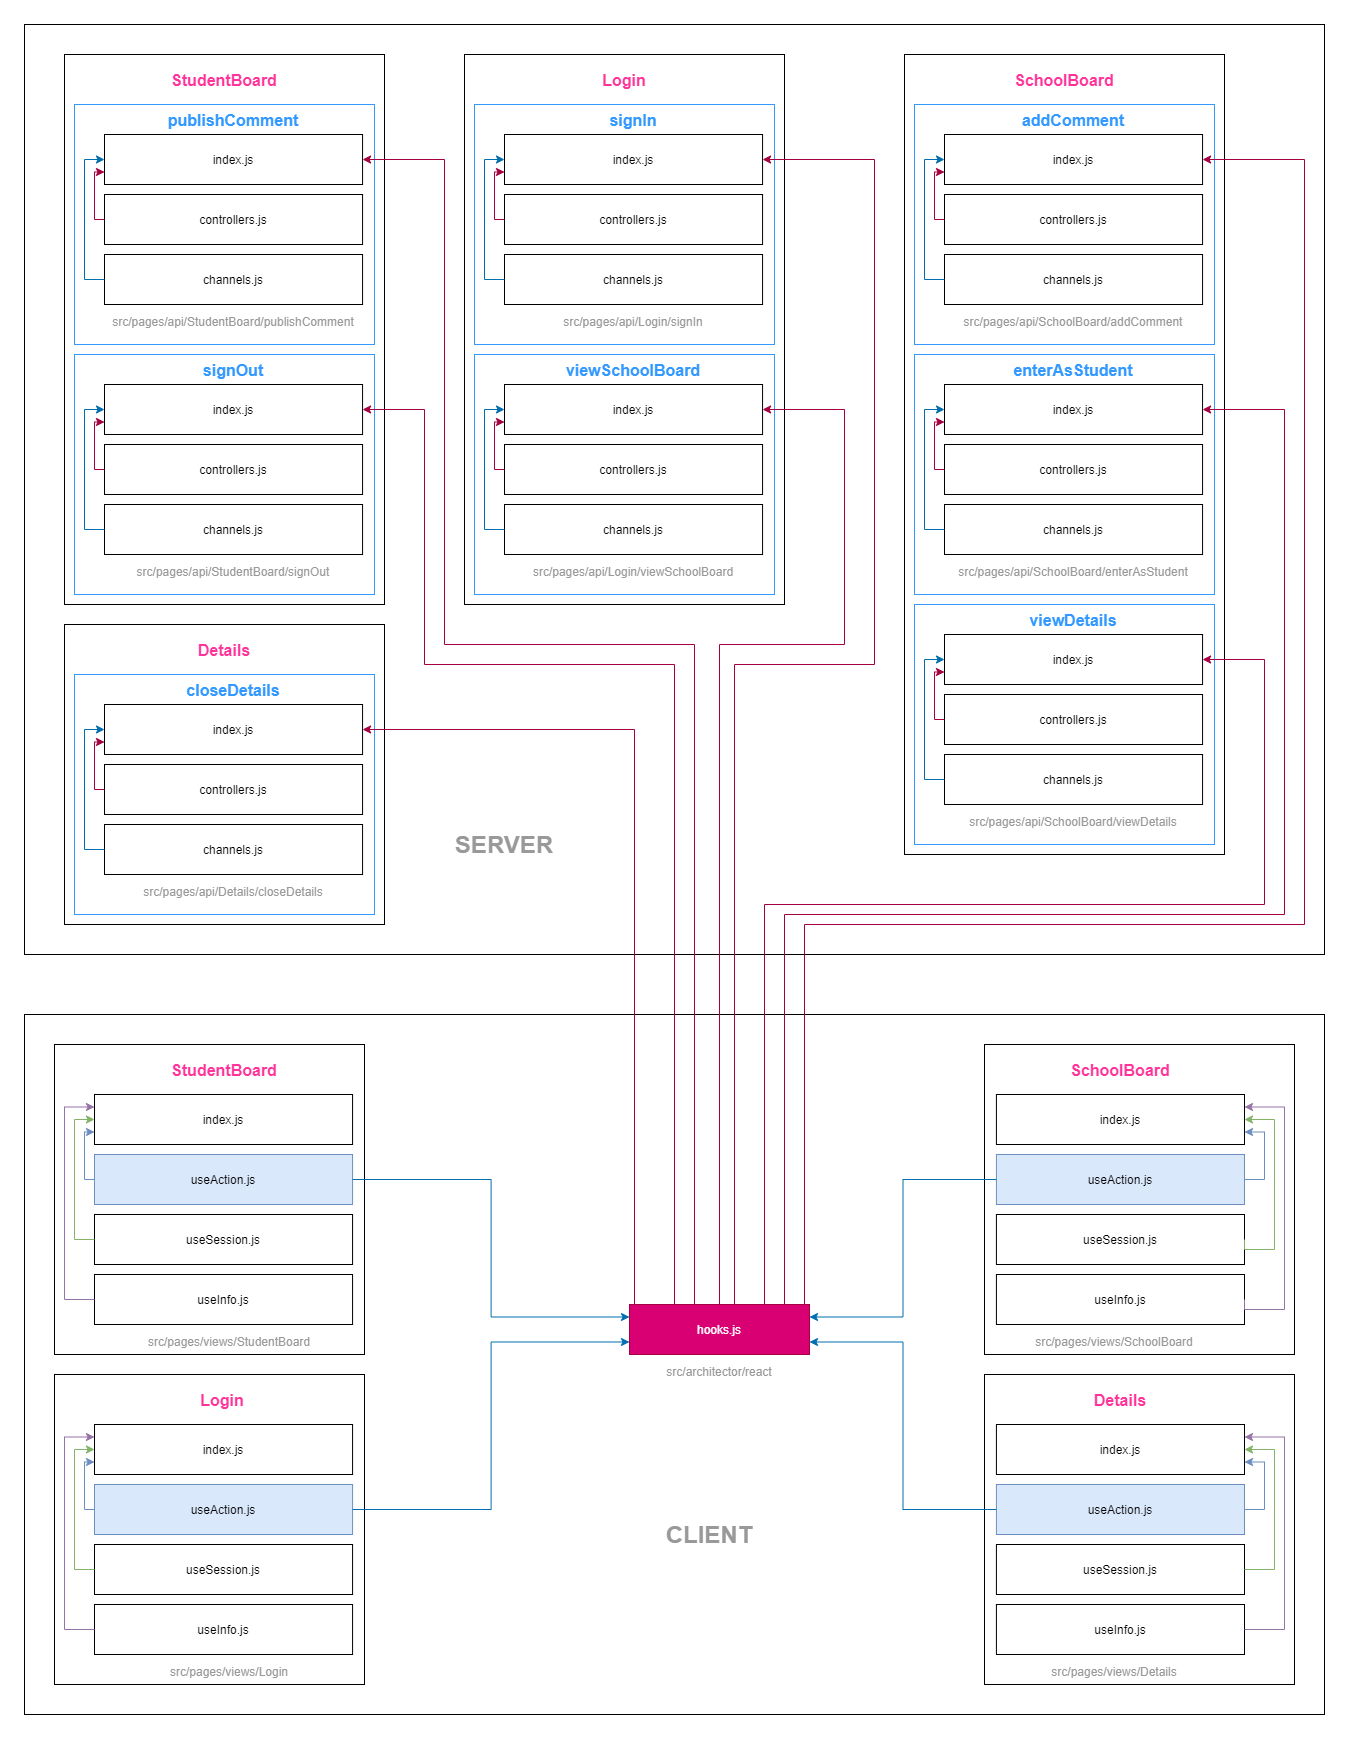 StudentBoard
publishComment
index.js
controllers.js
channels.js
src/pages/api/StudentBoard/publishComment
signOut
index.js
controllers.js
channels.js
src/pages/api/StudentBoard/signOut
Login
signIn
index.js
controllers.js
channels.js
src/pages/api/Login/signIn
viewSchoolBoard
index.js
controllers.js
channels.js
src/pages/api/Login/viewSchoolBoard
SchoolBoard
addComment
index.js
controllers.js
channels.js
src/pages/api/SchoolBoard/addComment
enterAsStudent
index.js
controllers.js
channels.js
src/pages/api/SchoolBoard/enterAsStudent
viewDetails
index.js
controllers.js
channels.js
src/pages/api/SchoolBoard/viewDetails
Details
closeDetails
index.js
controllers.js
channels.js
src/pages/api/Details/closeDetails
SERVER
StudentBoard
index.js
useAction.js
useSession.js
useInfo.js
src/pages/views/StudentBoard
Login
index.js
useAction.js
useSession.js
useInfo.js
src/pages/views/Login
hooks.js
src/architector/react
CLIENT
SchoolBoard
index.js
useAction.js
useSession.js
useInfo.js
src/pages/views/SchoolBoard
Details
index.js
useAction.js
useSession.js
useInfo.js
src/pages/views/Details